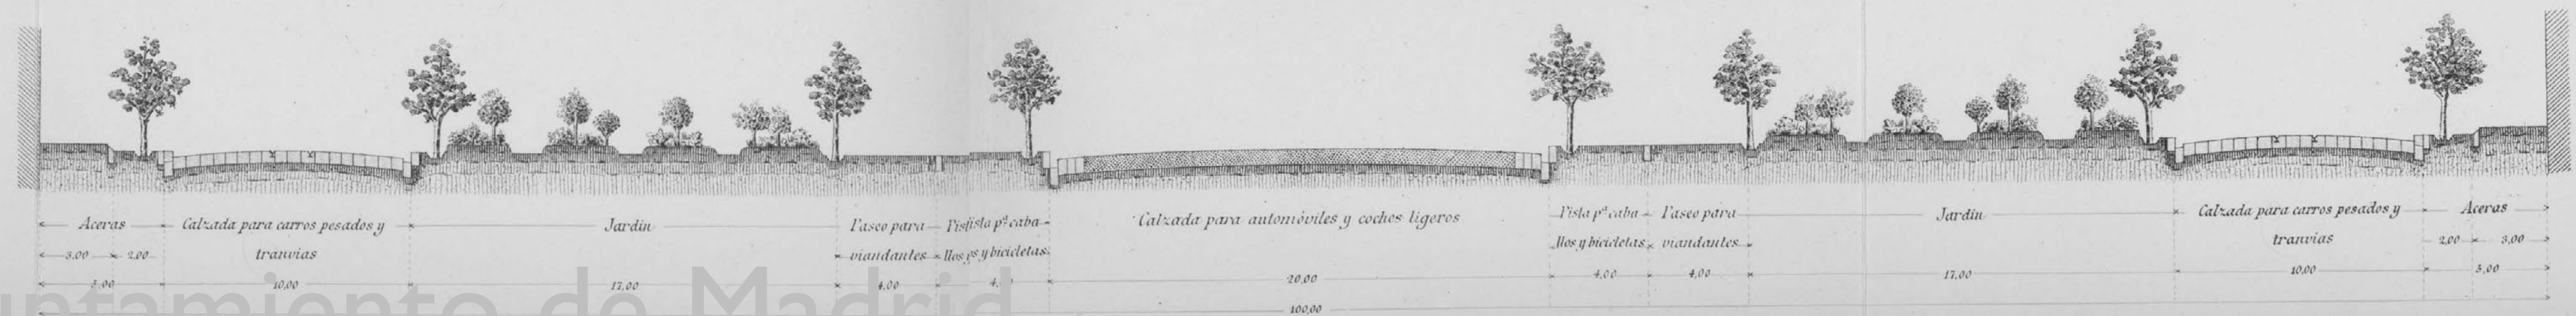 Aceras
Calzada para carros pesados y
tranvias
Jardin
Paseo para
viandantes
Pista pª caba-
llos y bicicletas
Calzada para automóviles y coches ligeros
Pista pª caba-
llos y bicicletas
Paseo para
viandantes
Jardin
Calzada para carros pesados y
tranvias
Aceras
3,00 2,00
2,00 3,00
5,00 10,00 17,00 4,00 20,00 4,00 4,00 17,00 10,00 5,00
100,00
untamiento de Madrid